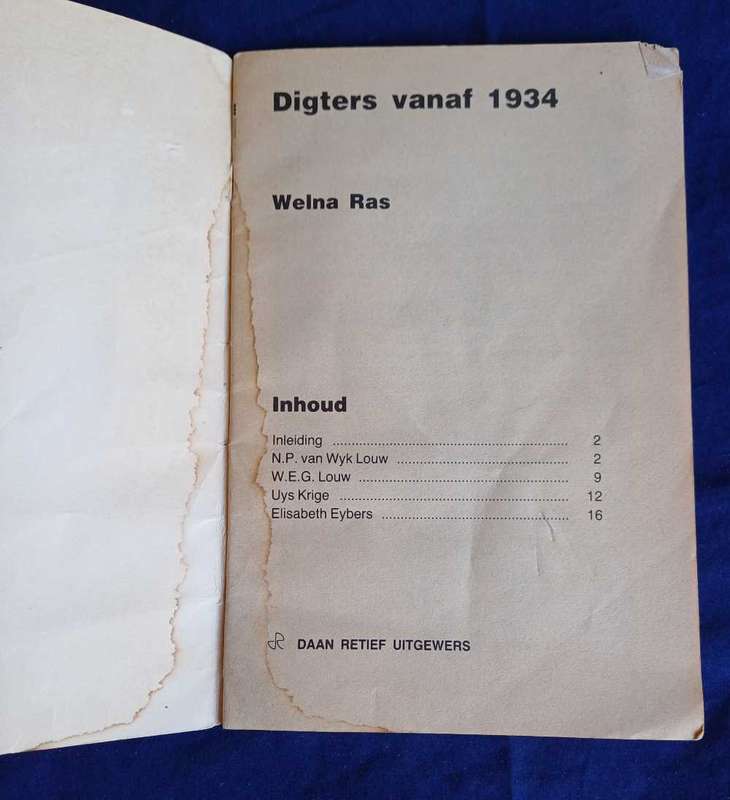 Digters vanaf 1934
Welna Ras
Inhoud
Inleiding ........................................................ 2
N.P. van Wyk Louw ........................................ 2
W.E.G. Louw .................................................. 9
Uys Krige ....................................................... 12
Elisabeth Eybers ............................................. 16
DAAN RETIEF UITGEWERS